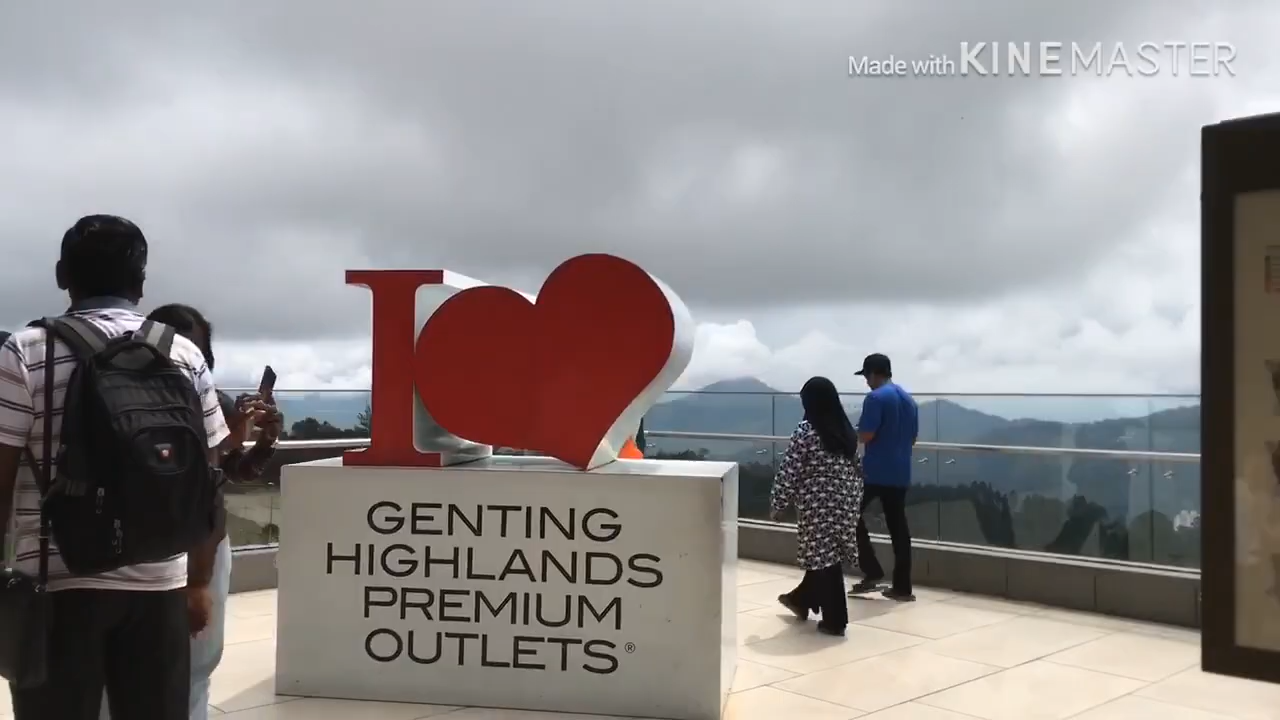 Made with KINEMASTER
I
GENTING
HIGHLANDS
PREMIUM
OUTLETS®